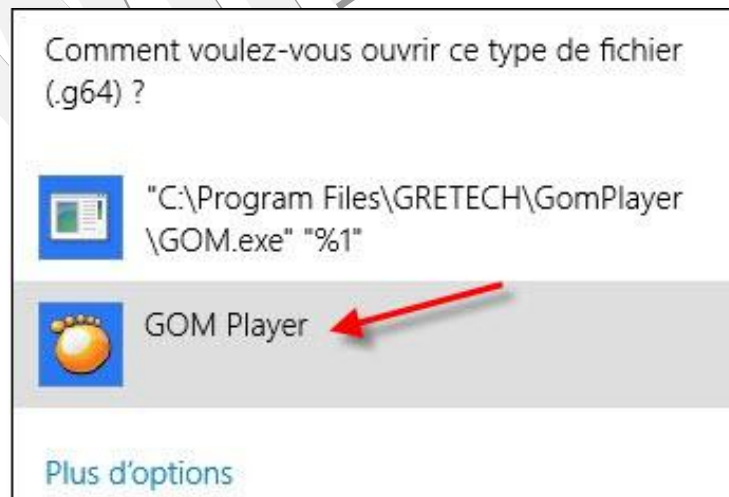 Comment voulez-vous ouvrir ce type de fichier
(.g64) ?
"C:\Program Files\GRETECH\GomPlayer
\GOM.exe" "%1"
GOM Player
Plus d'options